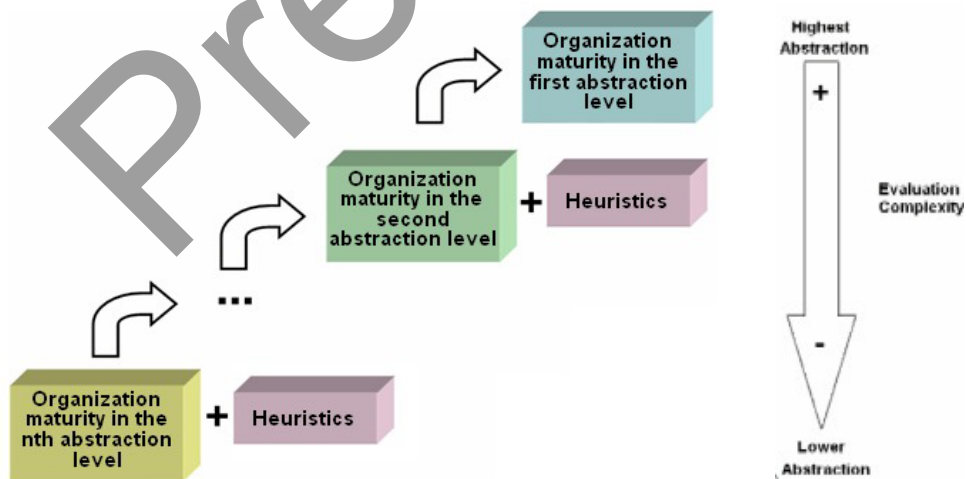 Pre
Organization
maturity in the
first abstraction
level
Organization
maturity in the
second
abstraction level
+
Heuristics
...
Organization
maturity in the
nth abstraction
level
+
Heuristics
Highest
Abstraction
+
Evaluation
Complexity
-
Lower
Abstraction